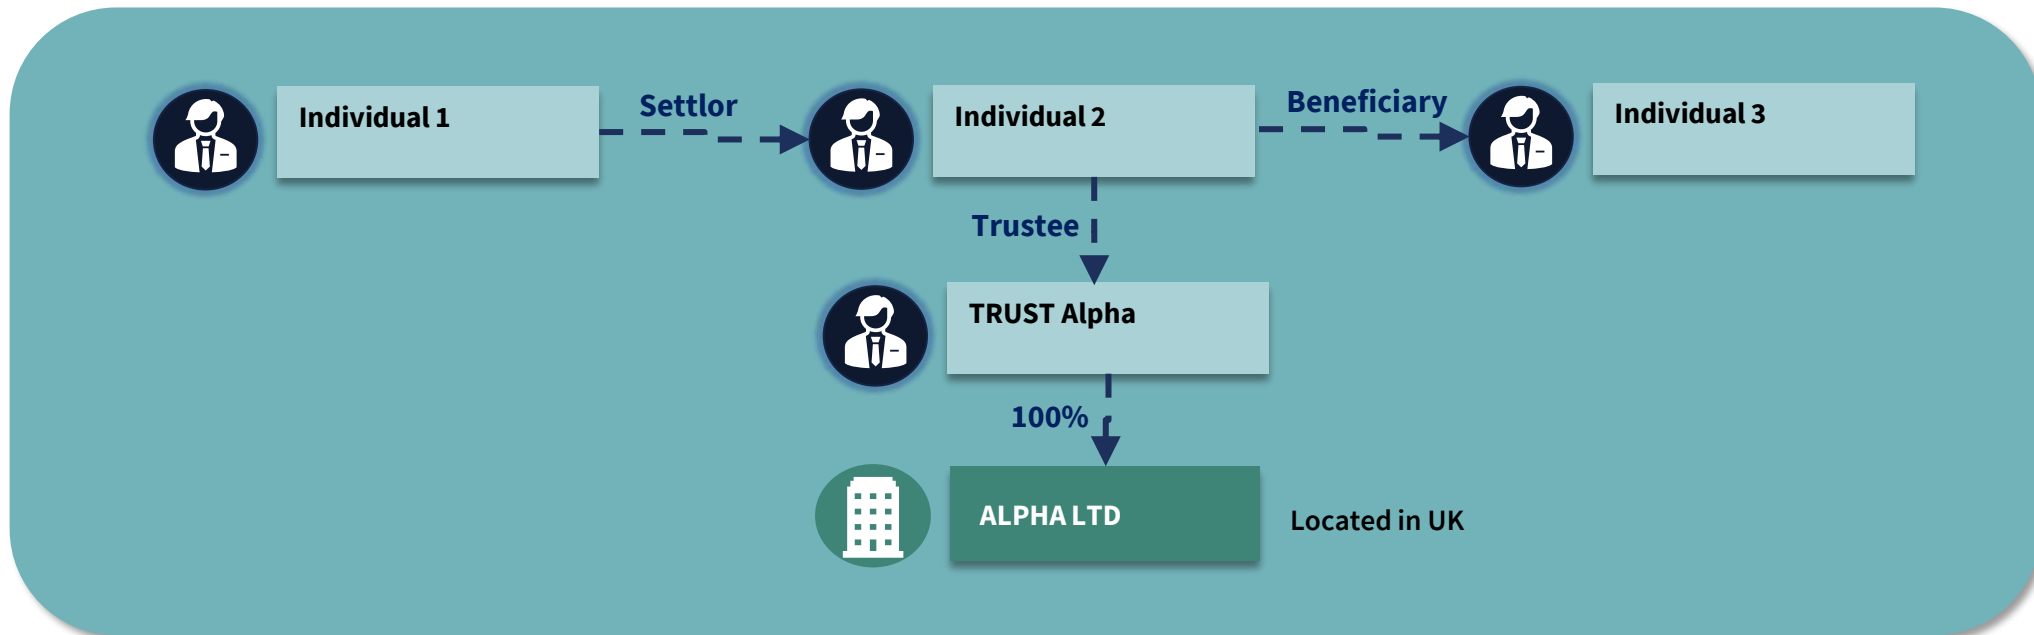 Individual 1
Settlor
Individual 2
Beneficiary
Individual 3
Trustee
TRUST Alpha
100%
ALPHA LTD
Located in UK